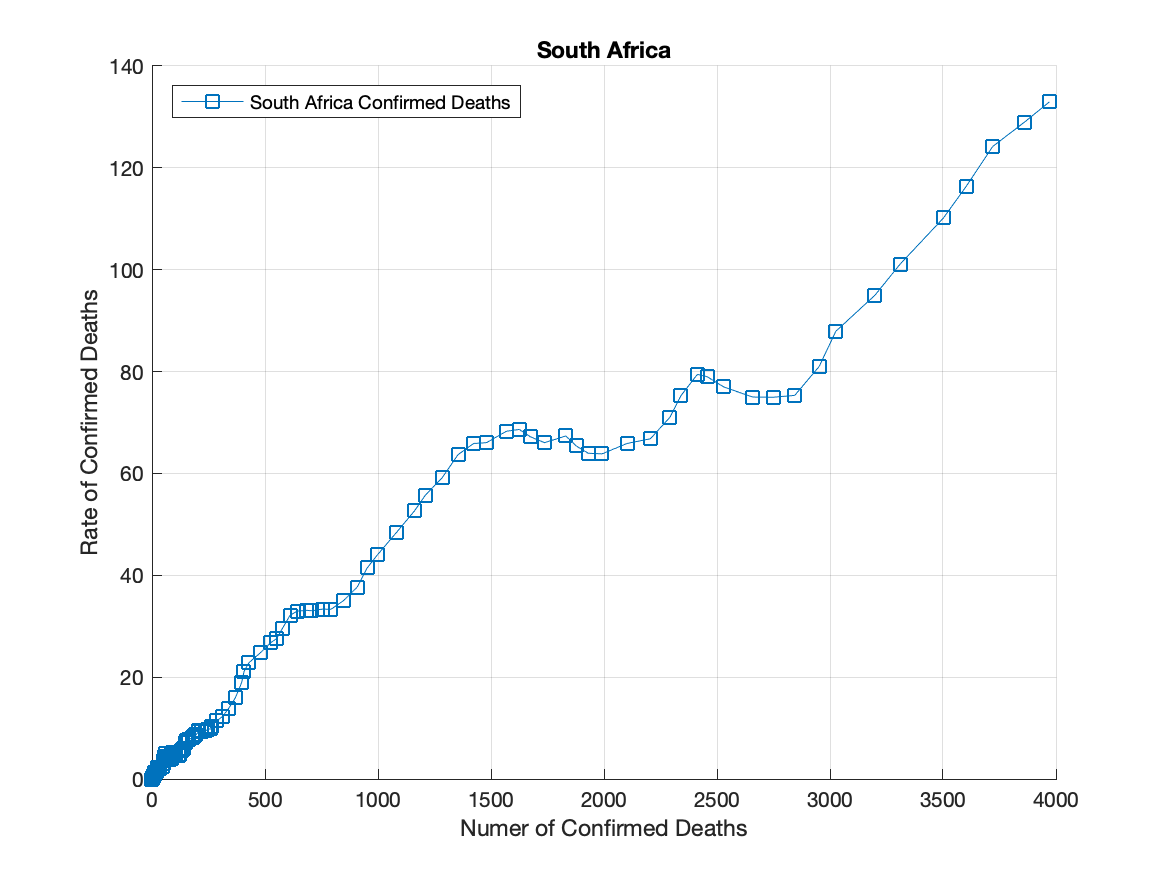 South Africa
140
120
100
80
60
40
20
0
South Africa Confirmed Deaths
Rate of Confirmed Deaths
0 500 1000 1500 2000 2500 3000 3500 4000
Numer of Confirmed Deaths